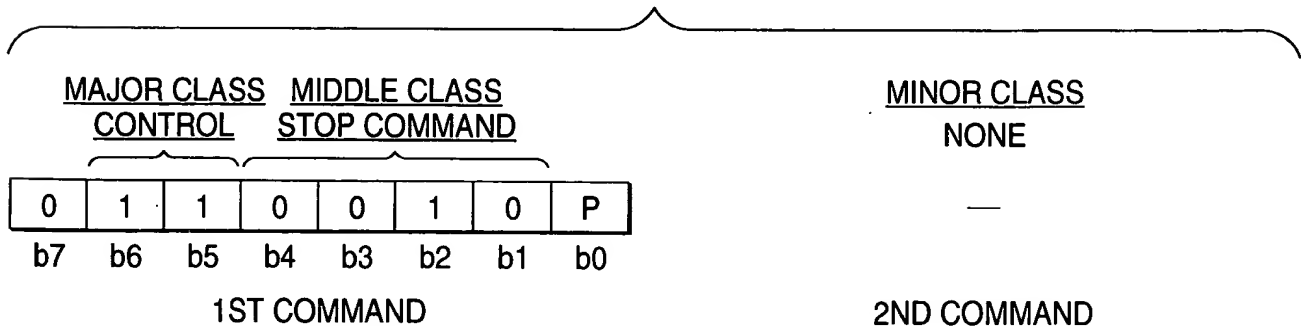 MAJOR CLASS MIDDLE CLASS MINOR CLASS
CONTROL STOP COMMAND NONE
0 1 1 0 0 1 0 P —
b7 b6 b5 b4 b3 b2 b1 b0
1ST COMMAND 2ND COMMAND